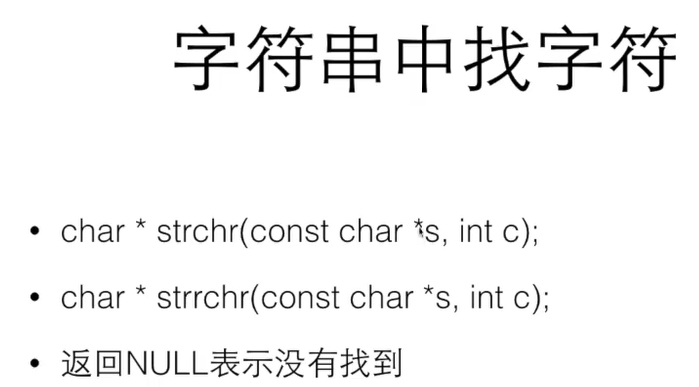 字符串中找字符
• char * strchr(const char *s, int c);
• char * strrchr(const char *s, int c);
• 返回NULL表示没有找到